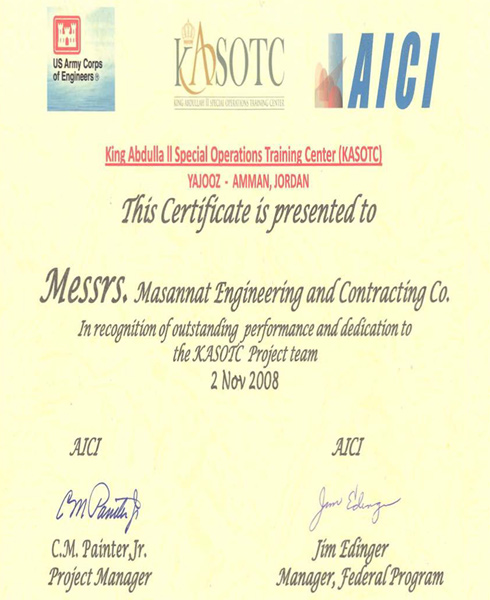 US Army Corps
of Engineers®
KASOTC
KING ABDULLAH II SPECIAL OPERATIONS TRAINING CENTER
AICI
King Abdulla ll Special Operations Training Center (KASOTC)
YAJOOZ - AMMAN, JORDAN
This Certificate is presented to
Messrs. Masannat Engineering and Contracting Co.
In recognition of outstanding performance and dedication to
the KASOTC Project team
2 Nov 2008
AICI
AICI
CM Painter Jr
Jim Edinger
C.M. Painter,Jr.
Jim Edinger
Project Manager
Manager, Federal Program